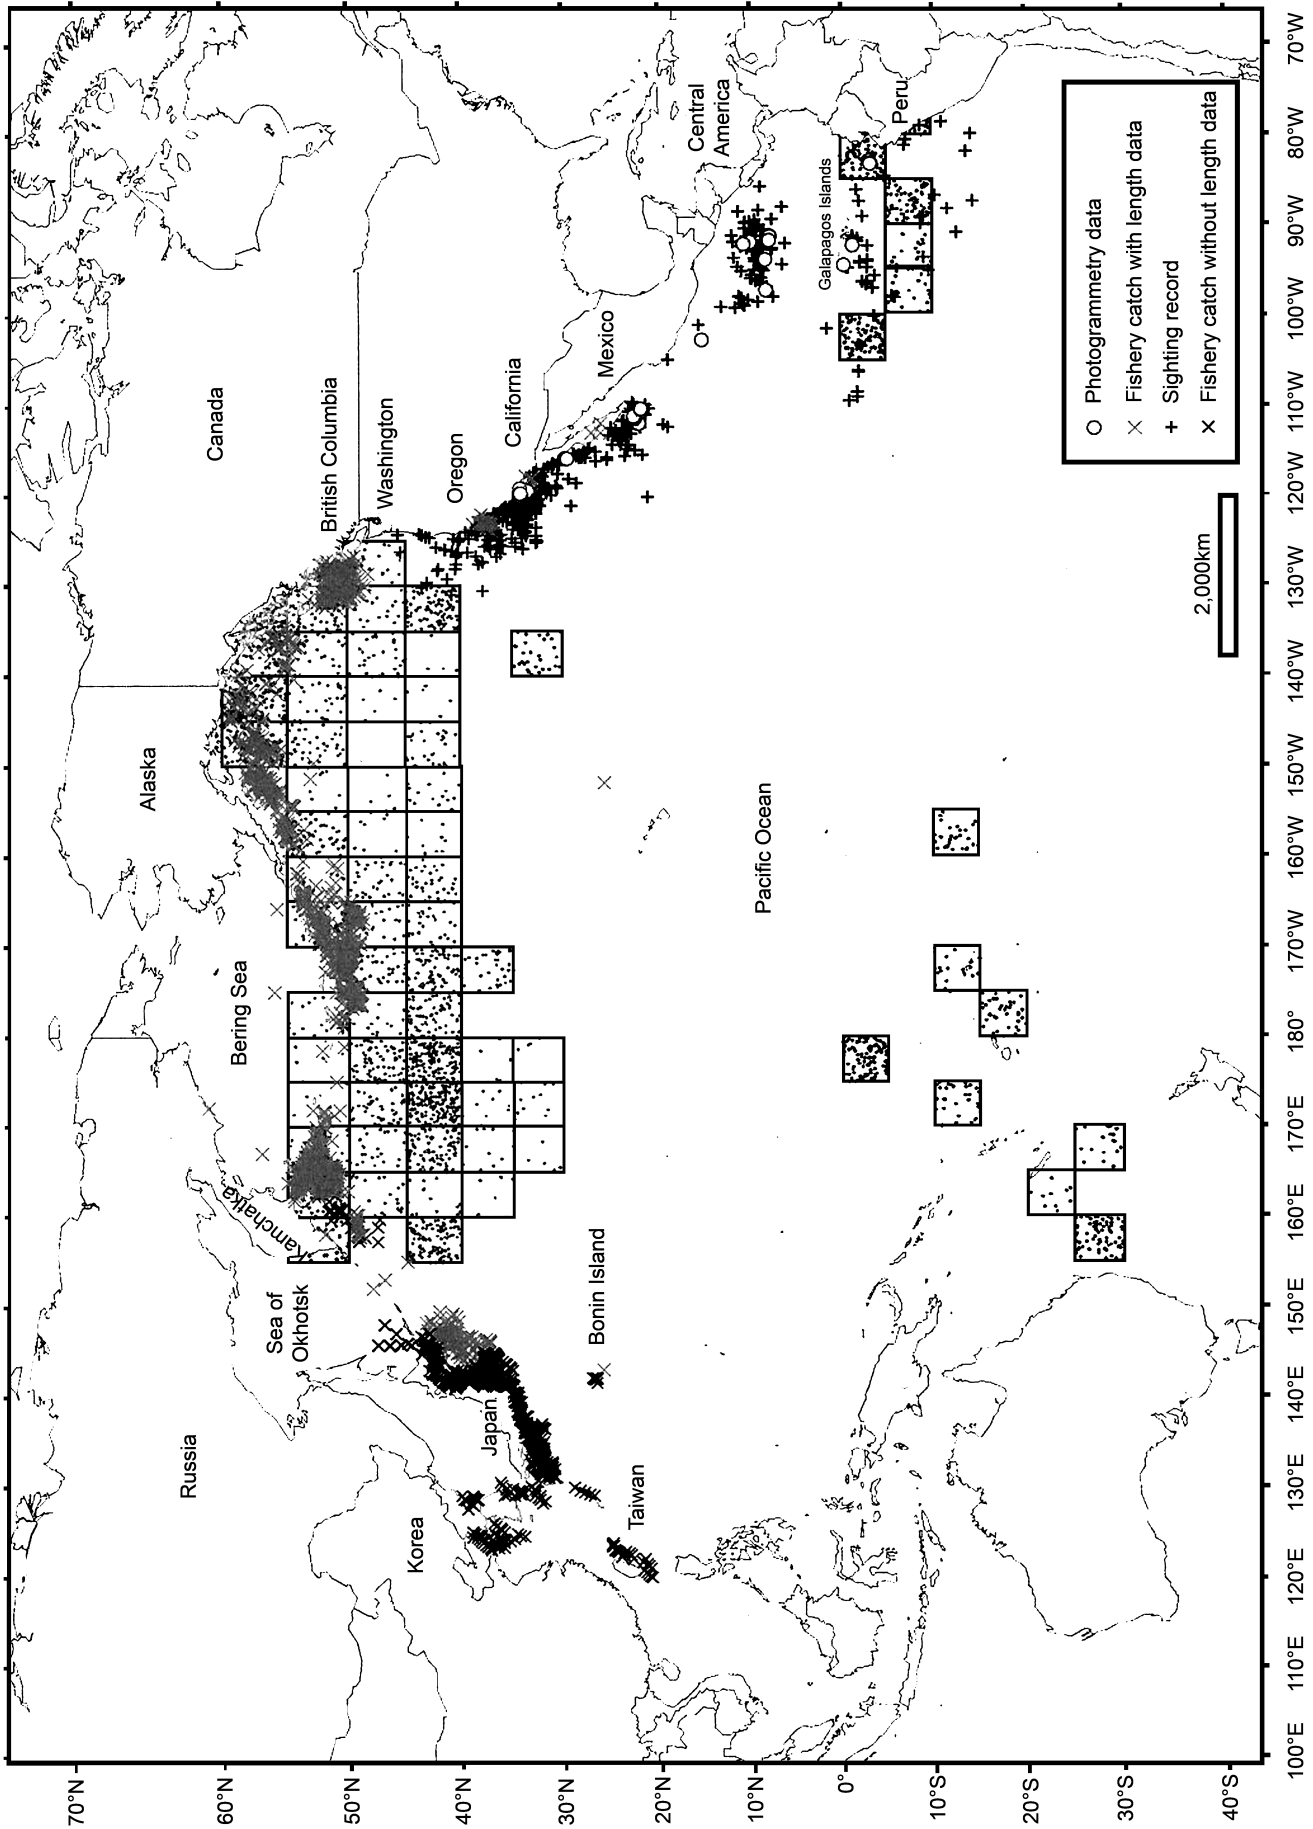 Canada
Alaska
British Columbia
Washington
Oregon
California
Mexico
Central
America
Galapagos Islands
Peru
Russia
Bering Sea
Kamchatka
Sea of
Okhotsk
Korea
Japan
Taiwan
Bonin Island
Pacific Ocean
2,000km
Photogrammetry data
Fishery catch with length data
Sighting record
Fishery catch without length data
70°N
60°N
50°N
40°N
30°N
20°N
10°N
0°
10°S
20°S
30°S
40°S
100°E
110°E
120°E
130°E
140°E
150°E
160°E
170°E
180°
170°W
160°W
150°W
140°W
130°W
120°W
110°W
100°W
90°W
80°W
70°W